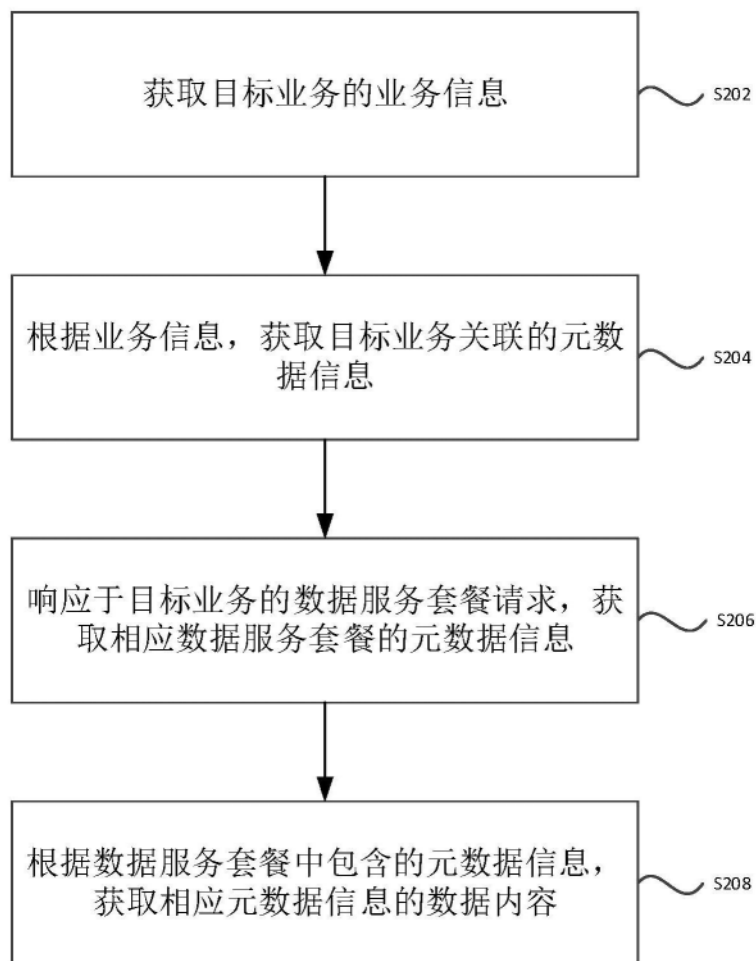 获取目标业务的业务信息
S202
根据业务信息，获取目标业务关联的元数
据信息
S204
响应于目标业务的数据服务套餐请求，获
取相应数据服务套餐的元数据信息
S206
根据数据服务套餐中包含的元数据信息，
获取相应元数据信息的数据内容
S208